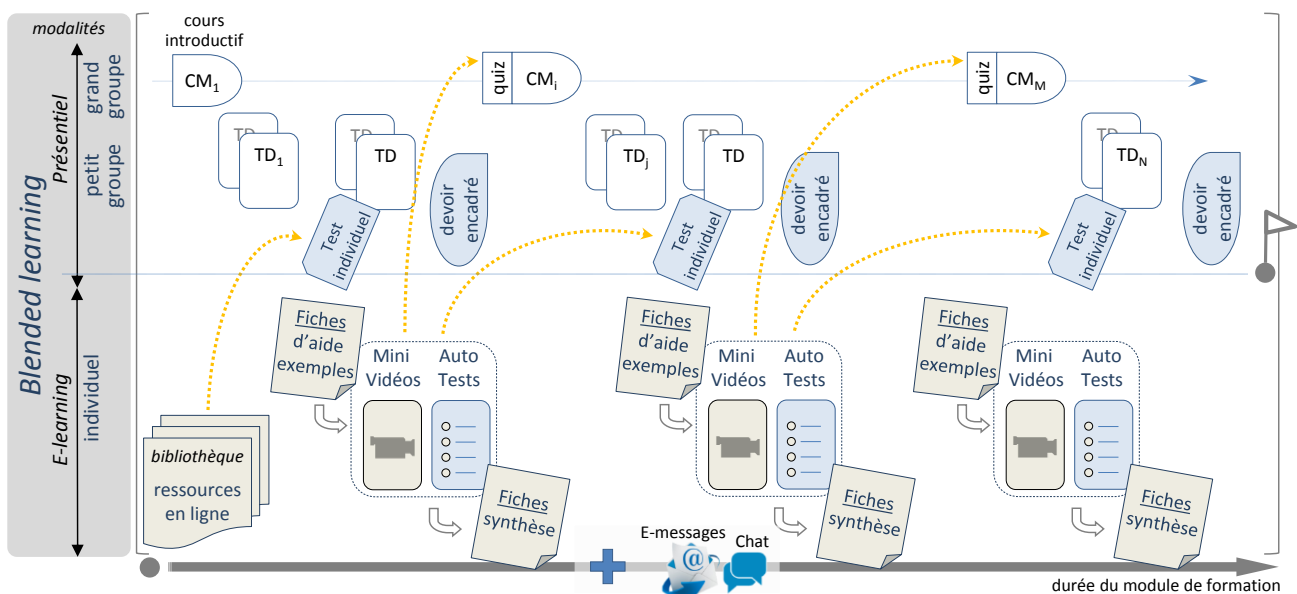 modalités
Blended learning
Présentiel
grand
groupe
petit
groupe
E-learning
individuel
cours
introductif
CM1
quiz
CMi
quiz
CMM
TD
TD1
TD
TD
TD
TDj
TD
TD
TD
TDN
Test
individuel
devoir
encadré
Test
individuel
devoir
encadré
Test
individuel
devoir
encadré
Fiches
d'aide
exemples
Mini
Vidéos
Auto
Tests
Fiches
d'aide
exemples
Mini
Vidéos
Auto
Tests
Fiches
d'aide
exemples
Mini
Vidéos
Auto
Tests
bibliothèque
ressources
en ligne
Fiches
synthèse
Fiches
synthèse
Fiches
synthèse
E-messages
@
Chat
durée du module de formation